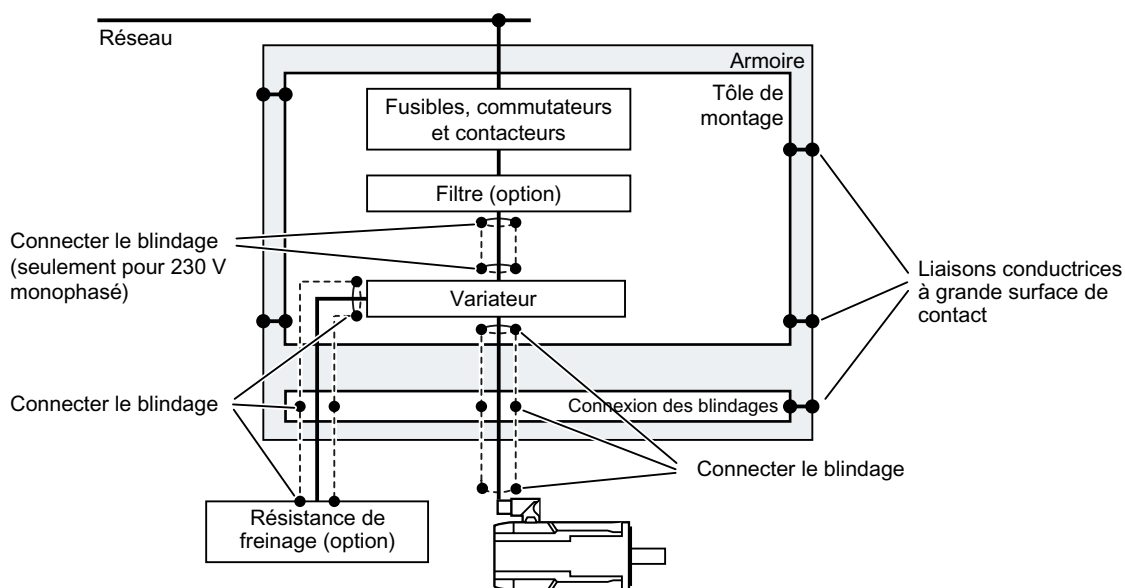 Réseau
Armoire
Tôle de
montage
Fusibles, commutateurs
et contacteurs
Filtre (option)
Connecter le blindage
(seulement pour 230 V
monophasé)
Variateur
Liaisons conductrices
à grande surface de
contact
Connecter le blindage
Connexion des blindages
Connecter le blindage
Résistance de
freinage (option)